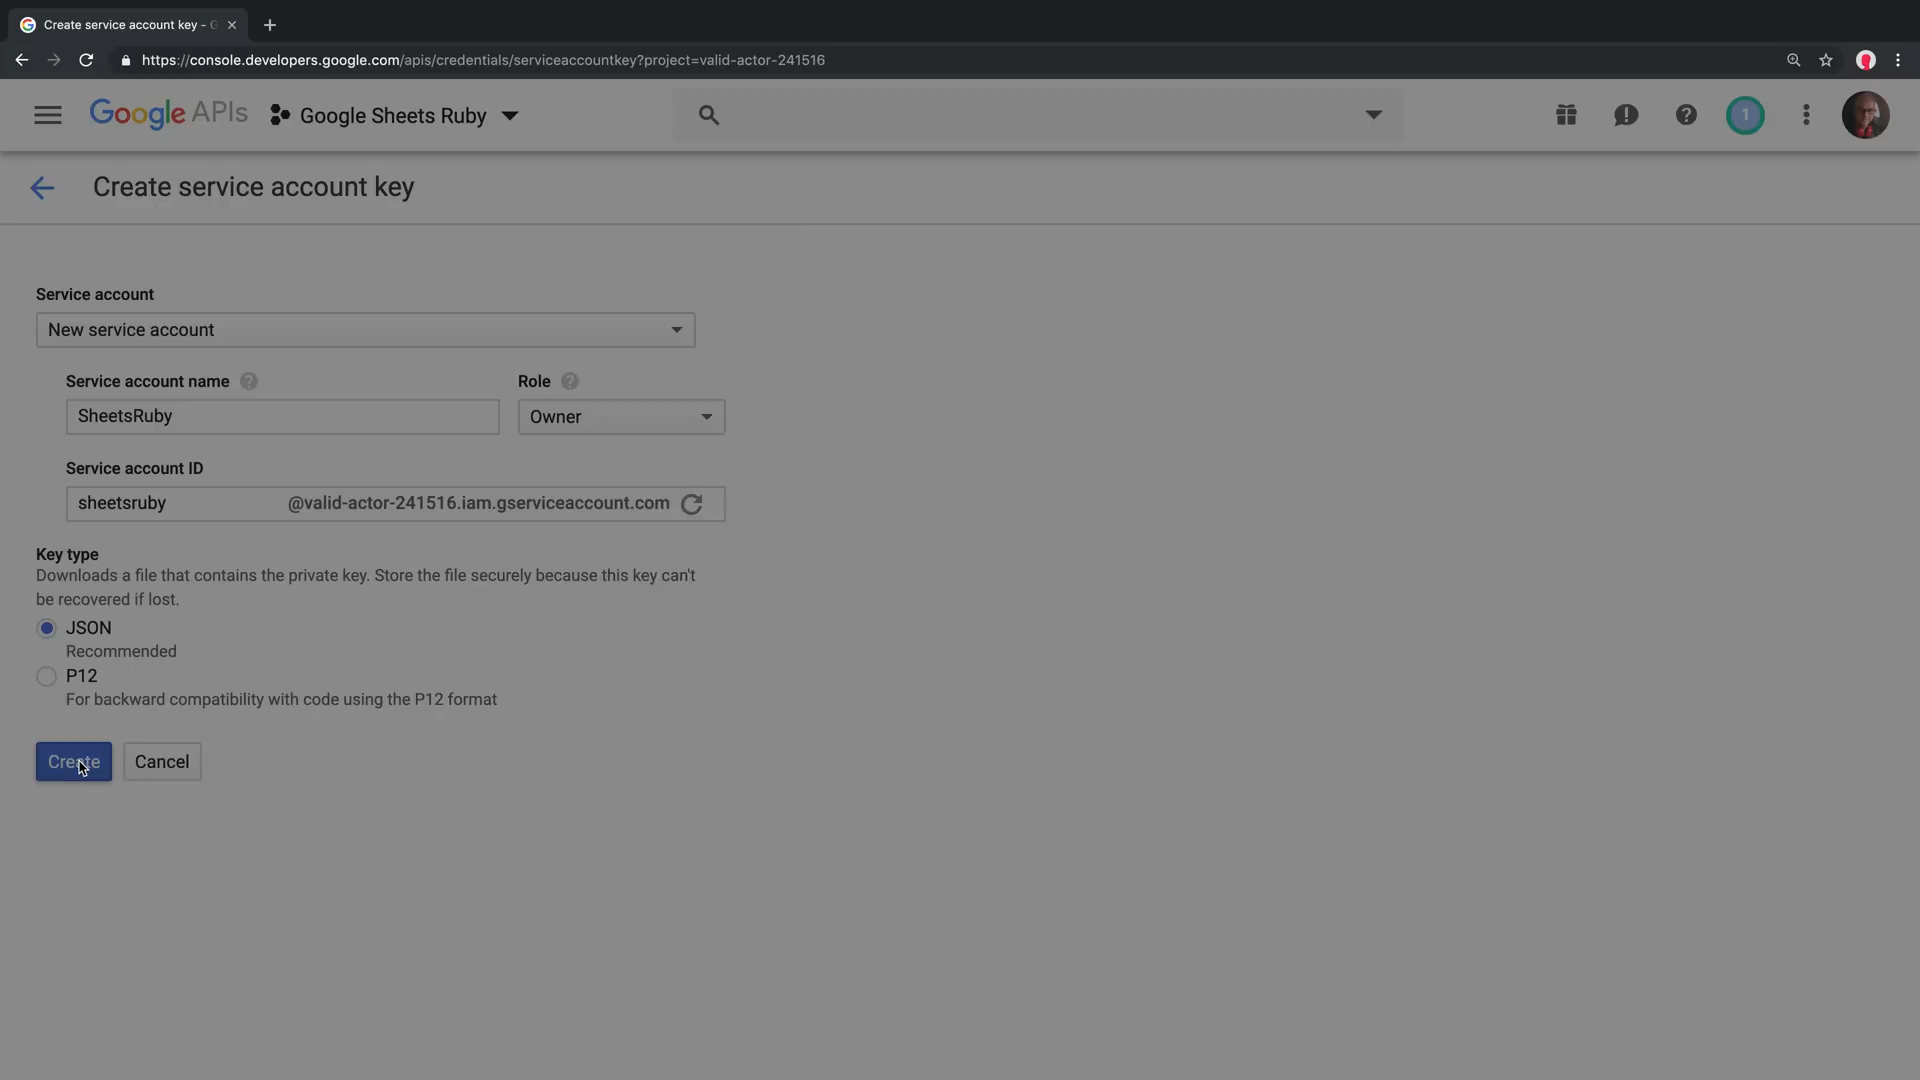 Create service account key - G
https://console.developers.google.com/apis/credentials/serviceaccountkey?project=valid-actor-241516
Google APIs
Google Sheets Ruby
1
Create service account key
Service account
New service account
Service account name
Role
SheetsRuby
Owner
Service account ID
sheetsruby
@valid-actor-241516.iam.gserviceaccount.com
Key type
Downloads a file that contains the private key. Store the file securely because this key can't
be recovered if lost.
JSON
Recommended
P12
For backward compatibility with code using the P12 format
Create
Cancel